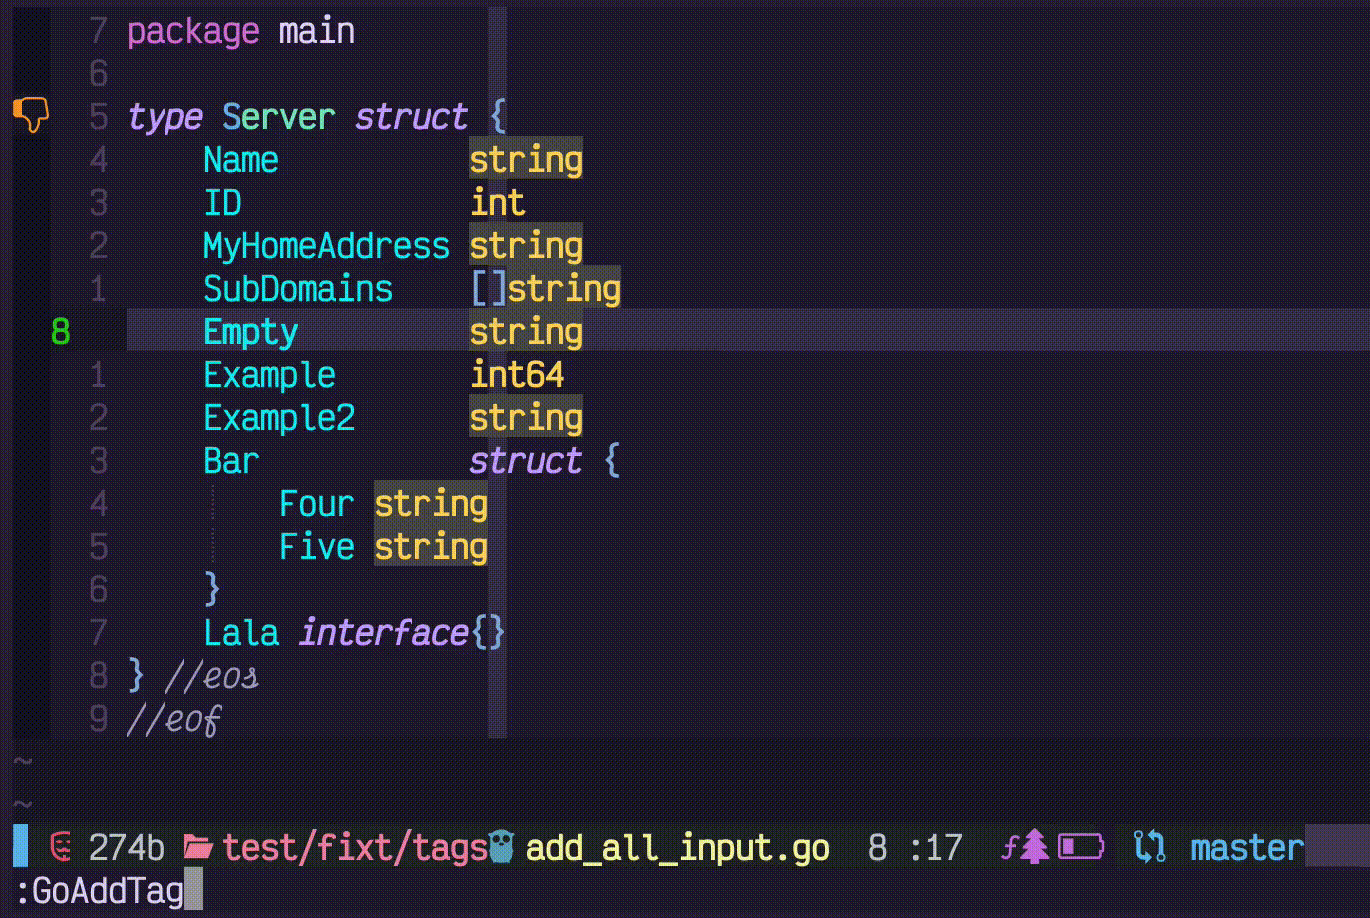 7 package main
6
5 type Server struct {
4 Name string
3 ID int
2 MyHomeAddress string
1 SubDomains []string
8 Empty string
1 Example int64
2 Example2 string
3 Bar struct {
4 Four string
5 Five string
6 }
7 Lala interface{}
8 } //eos
9 //eof
~
~
274b test/fixt/tags add_all_input.go 8 :17 master
:GoAddTag